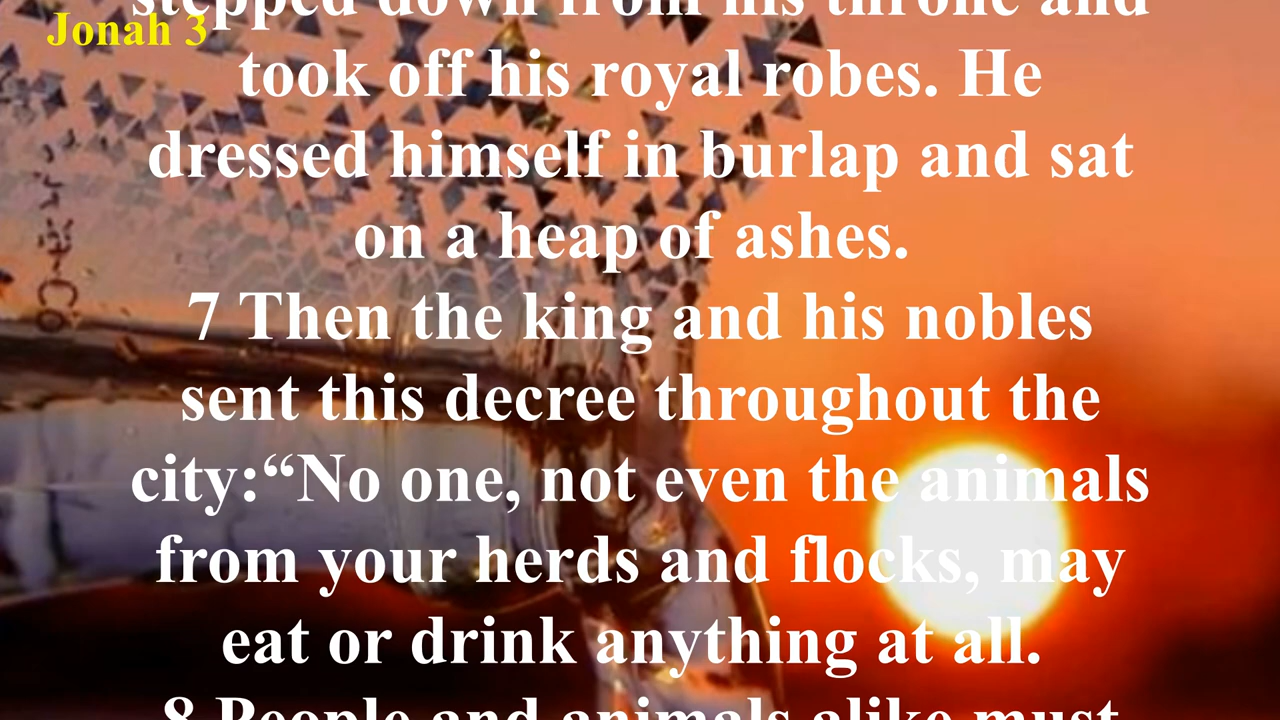 stepped down from his throne and
Jonah 3
took off his royal robes. He
dressed himself in burlap and sat
on a heap of ashes.
7 Then the king and his nobles
sent this decree throughout the
city:“No one, not even the animals
from your herds and flocks, may
eat or drink anything at all.
8 People and animals alike must